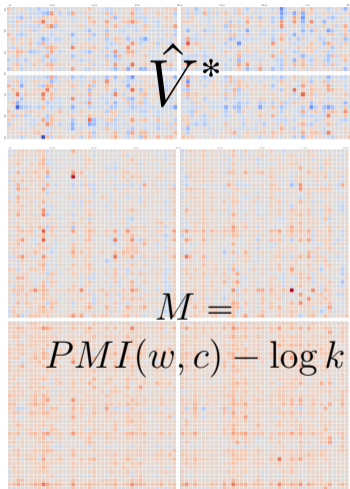 V̂*
M =
PMI(w, c) − log k